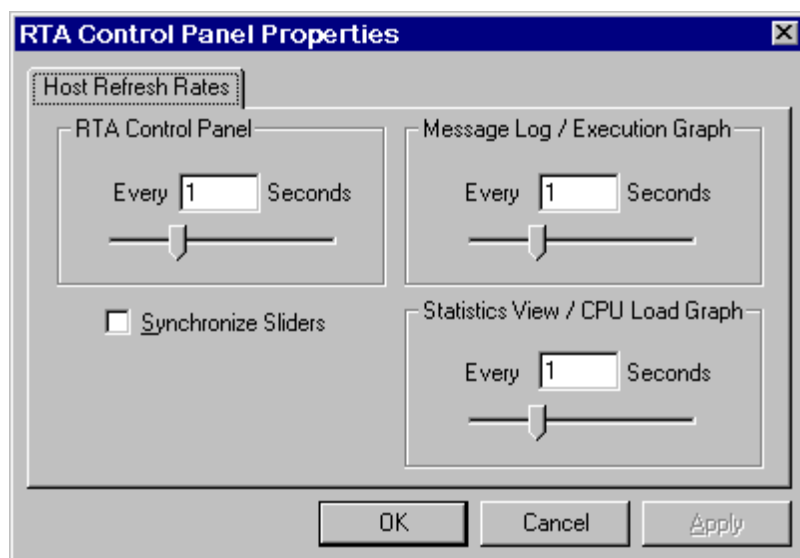 RTA Control Panel Properties
Host Refresh Rates
RTA Control Panel
Every 1 Seconds
Synchronize Sliders
Message Log / Execution Graph
Every 1 Seconds
Statistics View / CPU Load Graph
Every 1 Seconds
OK Cancel Apply